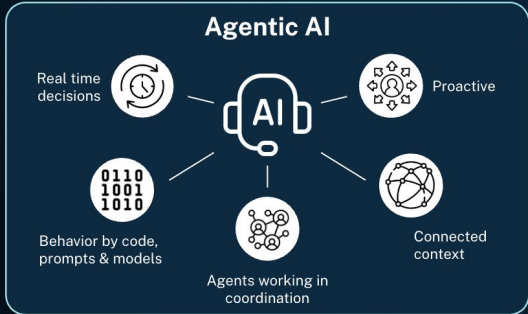 Agentic AI
Real time
decisions
AI
Proactive
0110
1001
1010
Behavior by code,
prompts & models
Agents working in
coordination
Connected
context